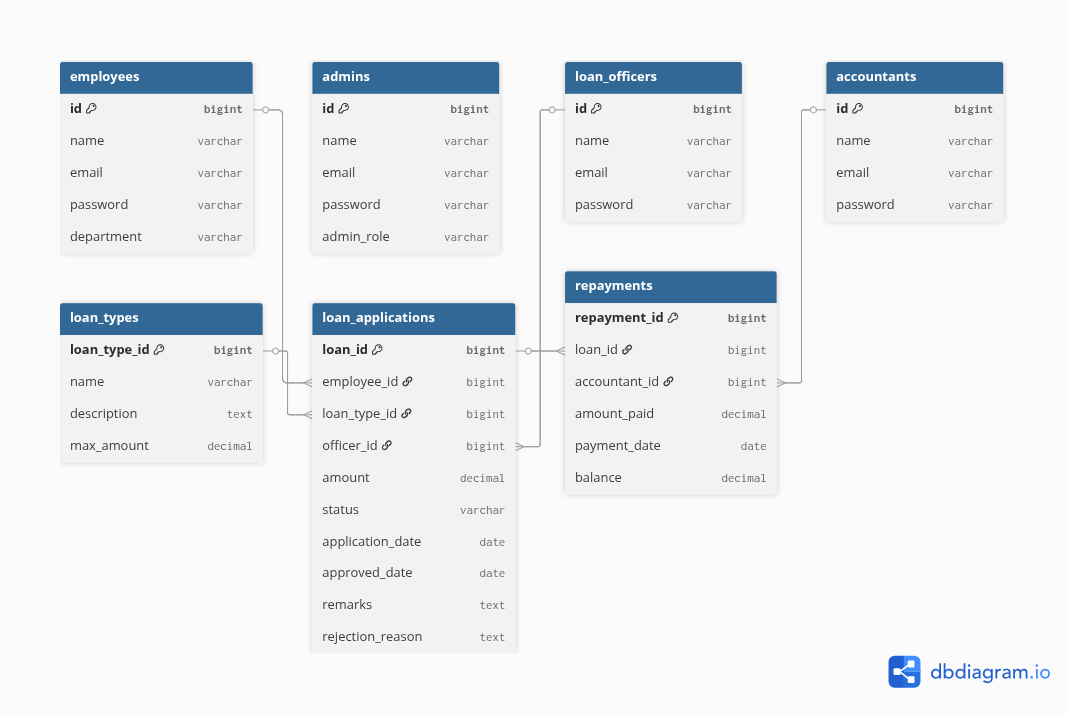 employees
id bigint
name varchar
email varchar
password varchar
department varchar
admins
id bigint
name varchar
email varchar
password varchar
admin_role varchar
loan_officers
id bigint
name varchar
email varchar
password varchar
accountants
id bigint
name varchar
email varchar
password varchar
loan_types
loan_type_id bigint
name varchar
description text
max_amount decimal
loan_applications
loan_id bigint
employee_id bigint
loan_type_id bigint
officer_id bigint
amount decimal
status varchar
application_date date
approved_date date
remarks text
rejection_reason text
repayments
repayment_id bigint
loan_id bigint
accountant_id bigint
amount_paid decimal
payment_date date
balance decimal
dbdiagram.io